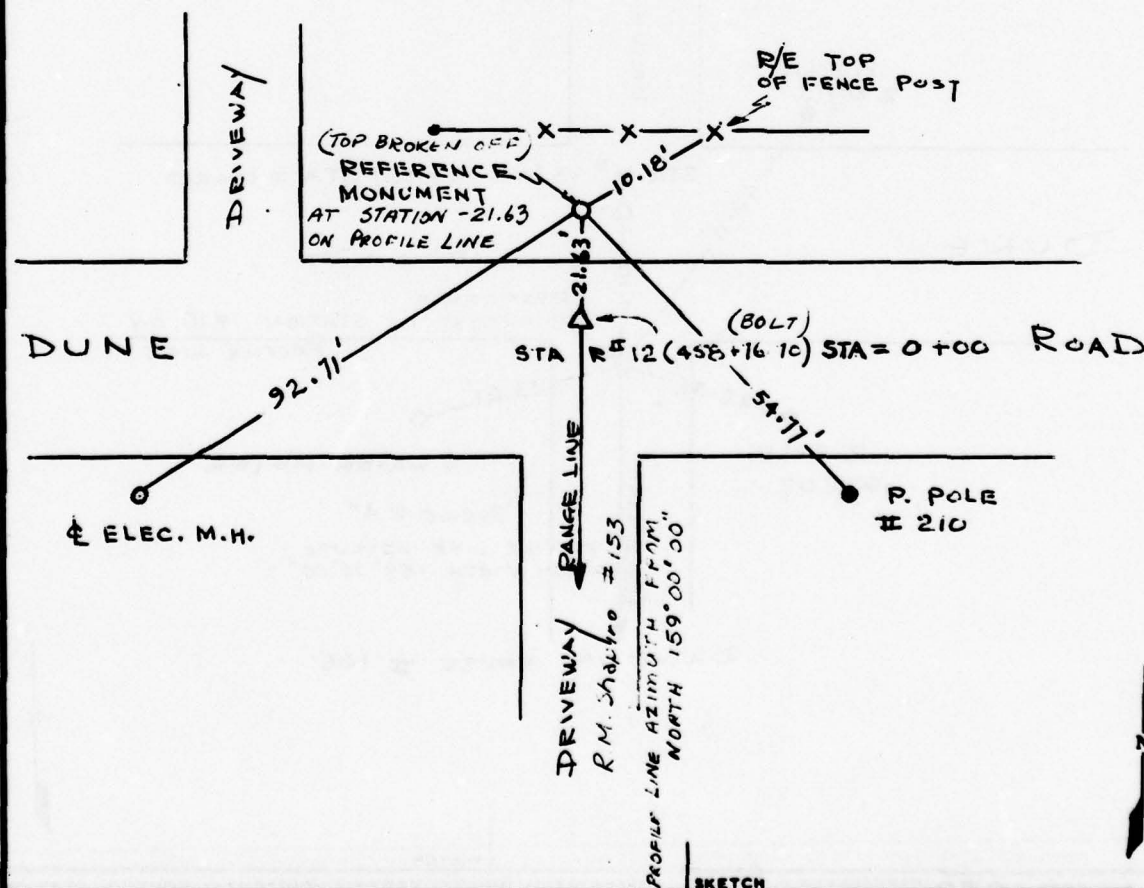 DRIVEWAY
R/E TOP
OF FENCE POST
(TOP BROKEN OFF)
REFERENCE
MONUMENT
AT STATION -21.63
ON PROFILE LINE
10.18'
21.63'
DUNE ROAD
(BOLT)
STA R#12 (458+16 70) STA = 0+00
92.71'
54.77'
RANGE LINE
℄ ELEC. M.H.
P. POLE
# 210
DRIVEWAY
R.M. Shapiro #153
PROFILE LINE AZIMUTH FROM
NORTH 159° 00' 00"
SKETCH